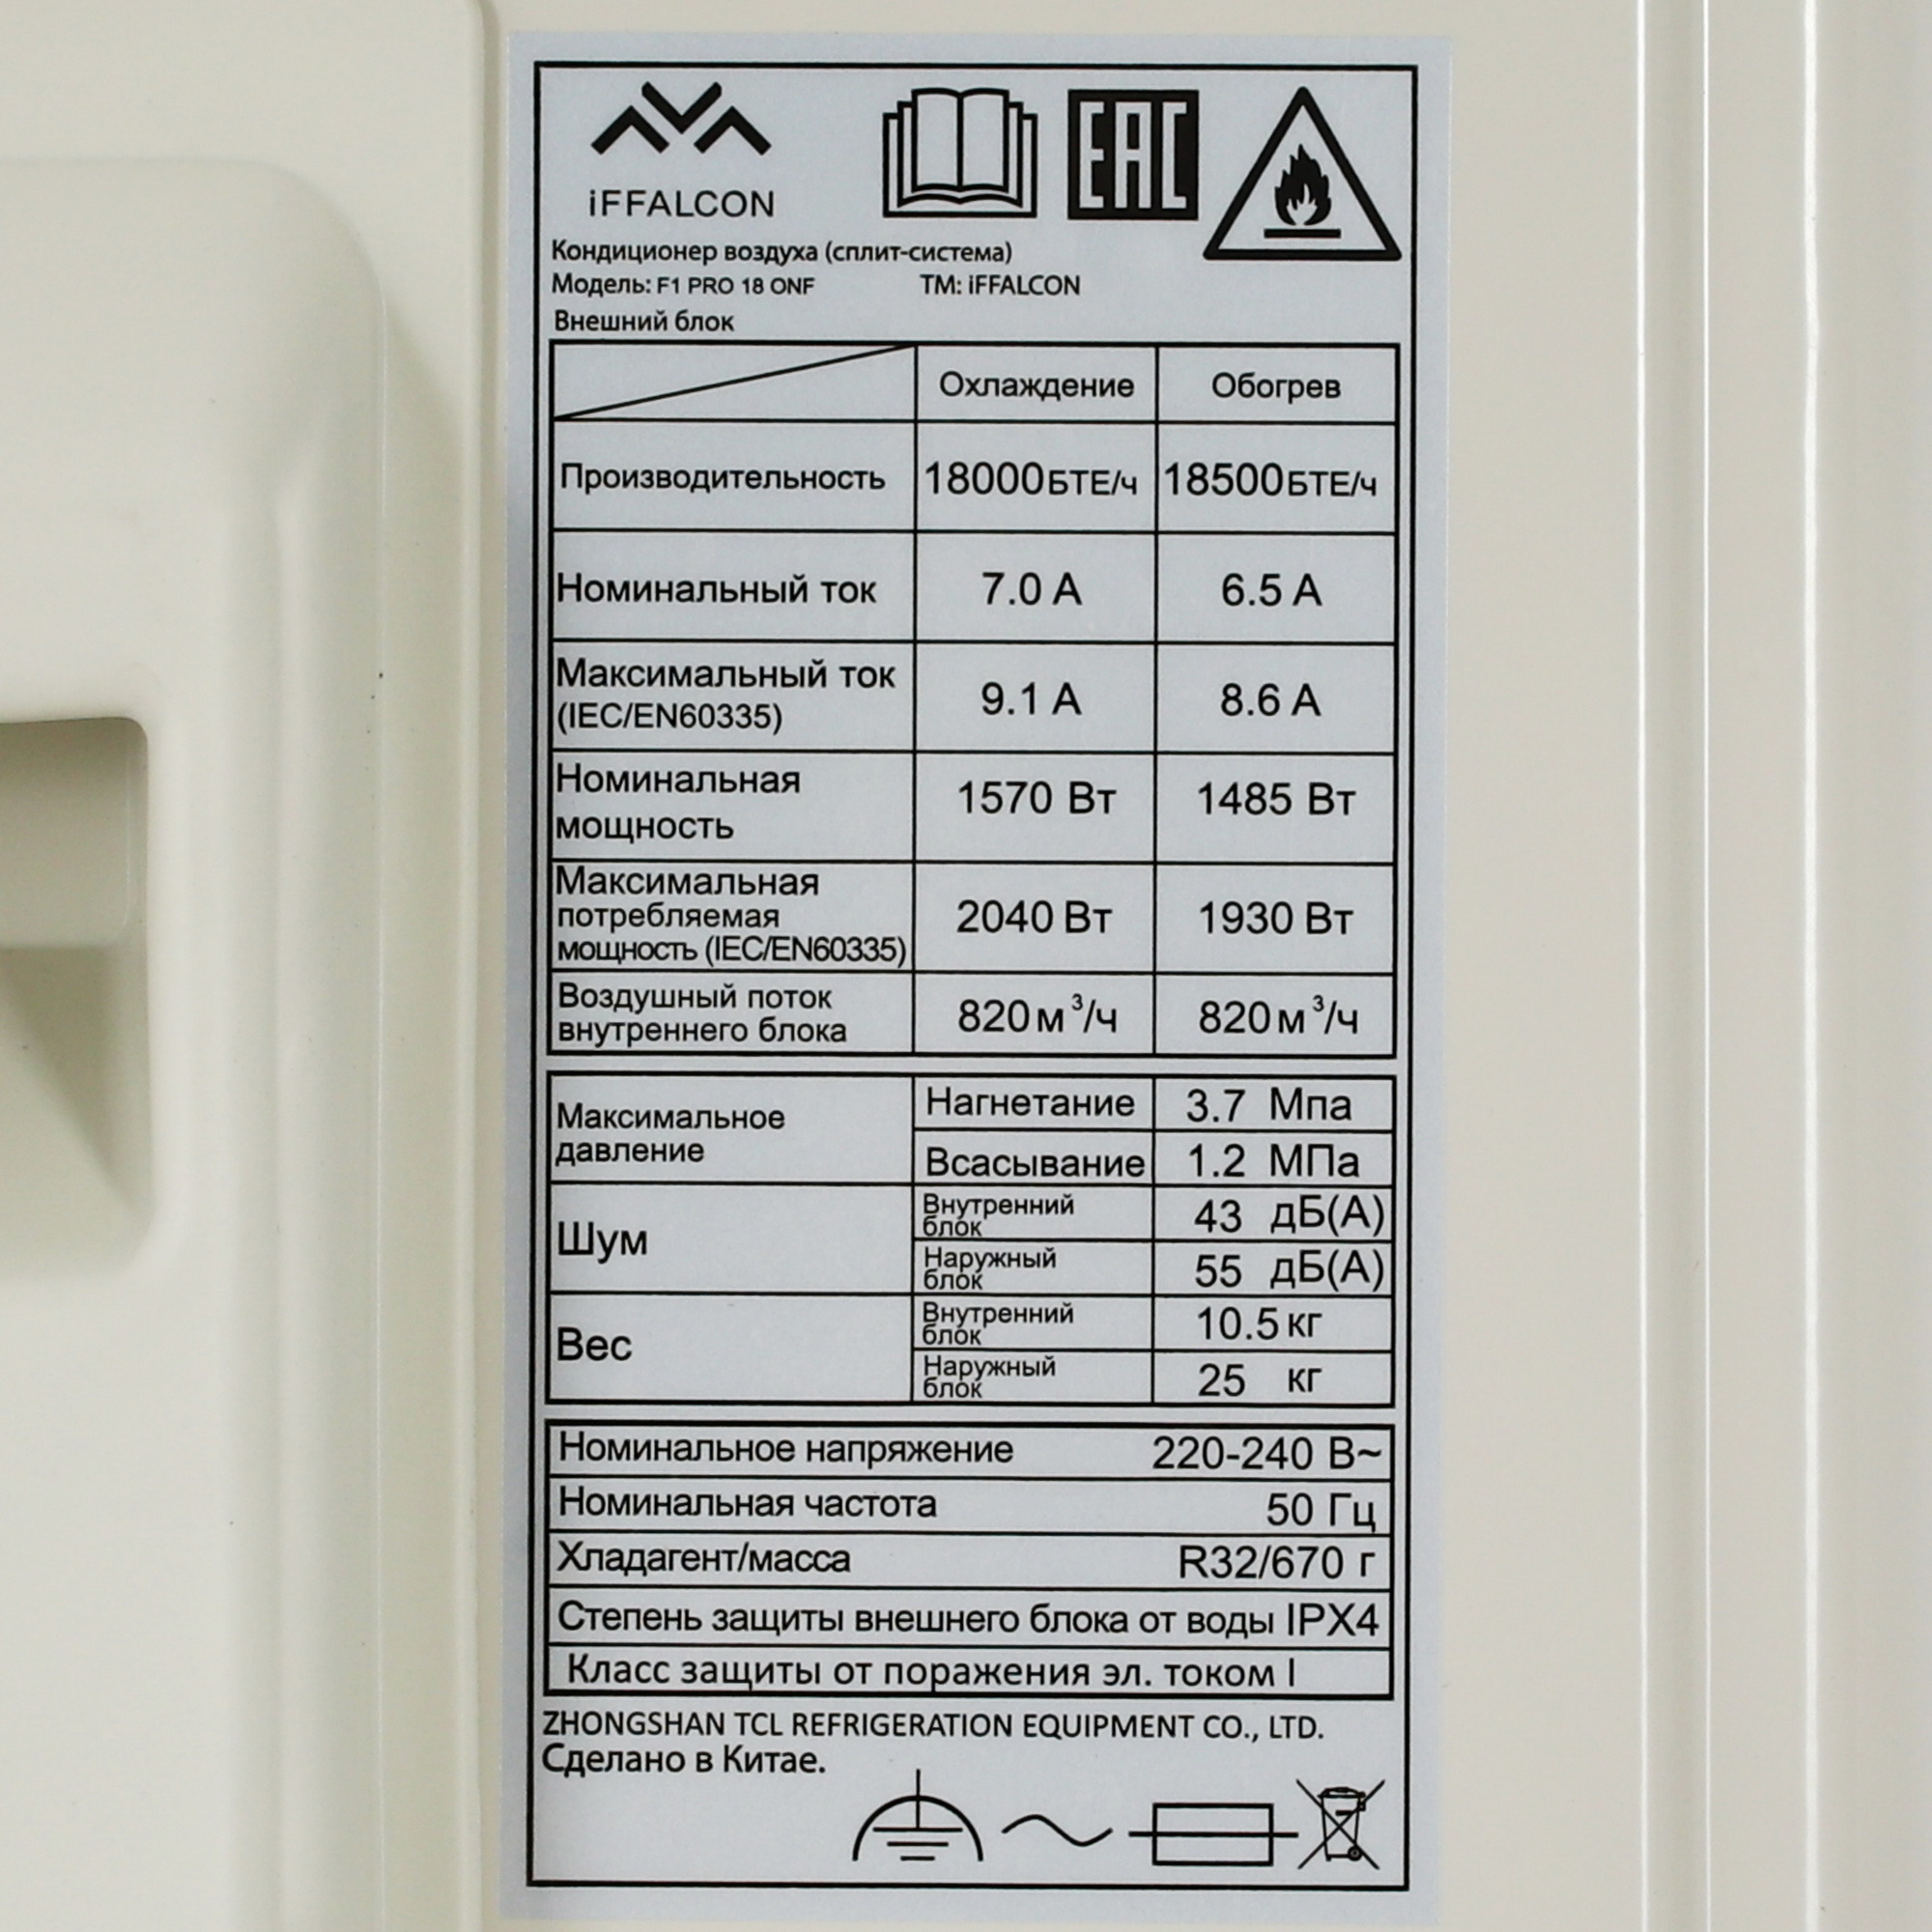 iFFALCON
EAC
Кондиционер воздуха (сплит-система)
Модель: F1 PRO 18 ONF TM: iFFALCON
Внешний блок
Охлаждение Обогрев
Производительность 18000БТЕ/ч 18500БТЕ/ч
Номинальный ток 7.0 А 6.5 А
Максимальный ток
(IEC/EN60335) 9.1 А 8.6 А
Номинальная
мощность 1570 Вт 1485 Вт
Максимальная
потребляемая 2040 Вт 1930 Вт
мощность (IEC/EN60335)
Воздушный поток
внутреннего блока 820 м³/ч 820 м³/ч
Максимальное
давление
Нагнетание 3.7 Мпа
Всасывание 1.2 МПа
Шум
Внутренний
блок 43 дБ(А)
Наружный
блок 55 дБ(А)
Вес
Внутренний
блок 10.5 кг
Наружный
блок 25 кг
Номинальное напряжение 220-240 В~
Номинальная частота 50 Гц
Хладагент/масса R32/670 г
Степень защиты внешнего блока от воды IPX4
Класс защиты от поражения эл. током I
ZHONGSHAN TCL REFRIGERATION EQUIPMENT CO., LTD.
Сделано в Китае.